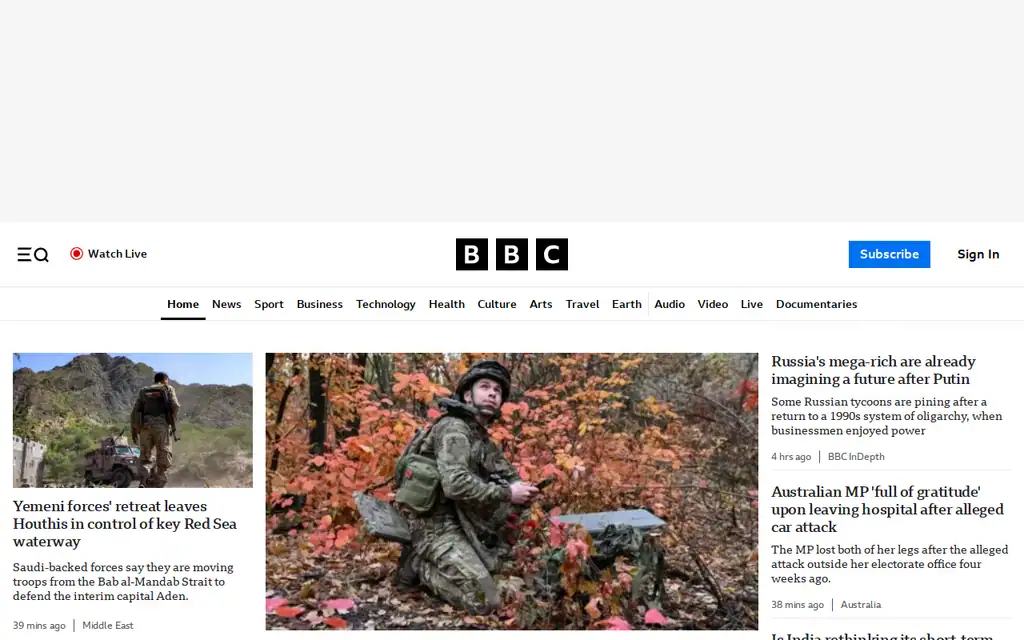 Watch Live
BBC
Subscribe
Sign In
Home News Sport Business Technology Health Culture Arts Travel Earth Audio Video Live Documentaries
Yemeni forces' retreat leaves
Houthis in control of key Red Sea
waterway
Saudi-backed forces say they are moving
troops from the Bab al-Mandab Strait to
defend the interim capital Aden.
39 mins ago | Middle East
Russia's mega-rich are already
imagining a future after Putin
Some Russian tycoons are pining after a
return to a 1990s system of oligarchy, when
businessmen enjoyed power
4 hrs ago | BBC InDepth
Australian MP 'full of gratitude'
upon leaving hospital after alleged
car attack
The MP lost both of her legs after the alleged
attack outside her electorate office four
weeks ago.
38 mins ago | Australia
Is India rethinking its short-term